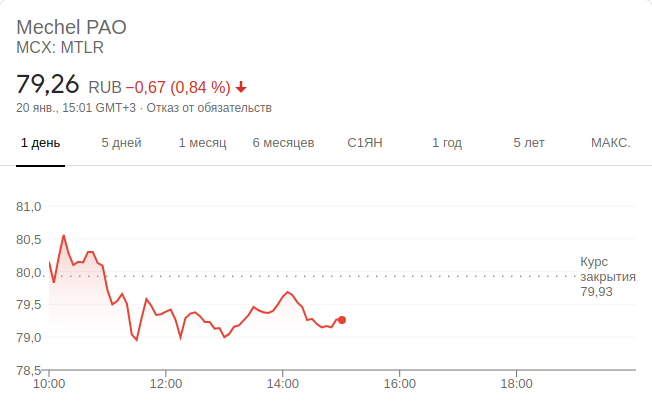 Mechel PAO
MCX: MTLR
79,26 RUB −0,67 (0,84 %)
20 янв., 15:01 GMT+3 · Отказ от обязательств
1 день 5 дней 1 месяц 6 месяцев С1ЯН 1 год 5 лет МАКС.
81,0
80,5
80,0
79,5
79,0
78,5
Курс
закрытия
79,93
10:00 12:00 14:00 16:00 18:00